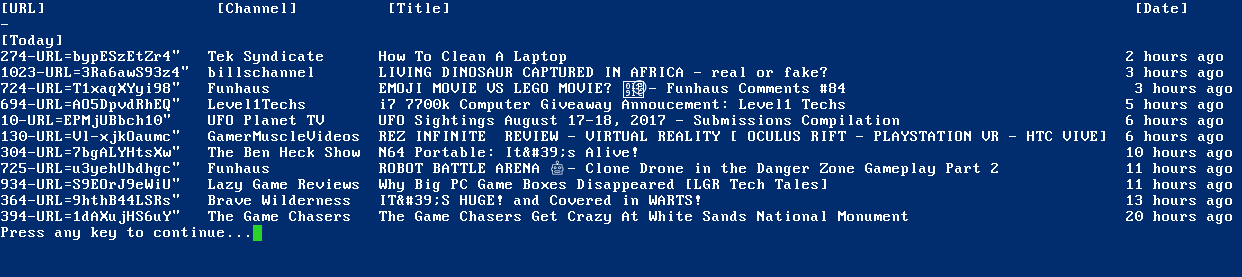 [URL] [Channel] [Title] [Date]
-
[Today]
274-URL=bypESzEtZr4" Tek Syndicate How To Clean A Laptop 2 hours ago
1023-URL=3Ra6awS93z4" billschannel LIVING DINOSAUR CAPTURED IN AFRICA - real or fake? 3 hours ago
724-URL=T1xaqXYyi98" Funhaus EMOJI MOVIE VS LEGO MOVIE? - Funhaus Comments #84 3 hours ago
694-URL=AO5DpvdRhEQ" Level1Techs i7 7700k Computer Giveaway Annoucement: Level1 Techs 5 hours ago
10-URL=EPMjUBbch10" UFO Planet TV UFO Sightings August 17-18, 2017 - Submissions Compilation 6 hours ago
130-URL=Vl-xjkOaumc" GamerMuscleVideos REZ INFINITE REVIEW - VIRTUAL REALITY [ OCULUS RIFT - PLAYSTATION VR - HTC VIVE] 6 hours ago
304-URL=7bgALYHtsXw" The Ben Heck Show N64 Portable: It&#39;s Alive! 10 hours ago
725-URL=u3yehUbdhgc" Funhaus ROBOT BATTLE ARENA 🤖- Clone Drone in the Danger Zone Gameplay Part 2 11 hours ago
934-URL=S9EOrJ9eWiU" Lazy Game Reviews Why Big PC Game Boxes Disappeared [LGR Tech Tales] 11 hours ago
364-URL=9hthB44LSRs" Brave Wilderness IT&#39;S HUGE! and Covered in WARTS! 13 hours ago
394-URL=1dAXujHS6uY" The Game Chasers The Game Chasers Get Crazy At White Sands National Monument 20 hours ago
Press any key to continue...